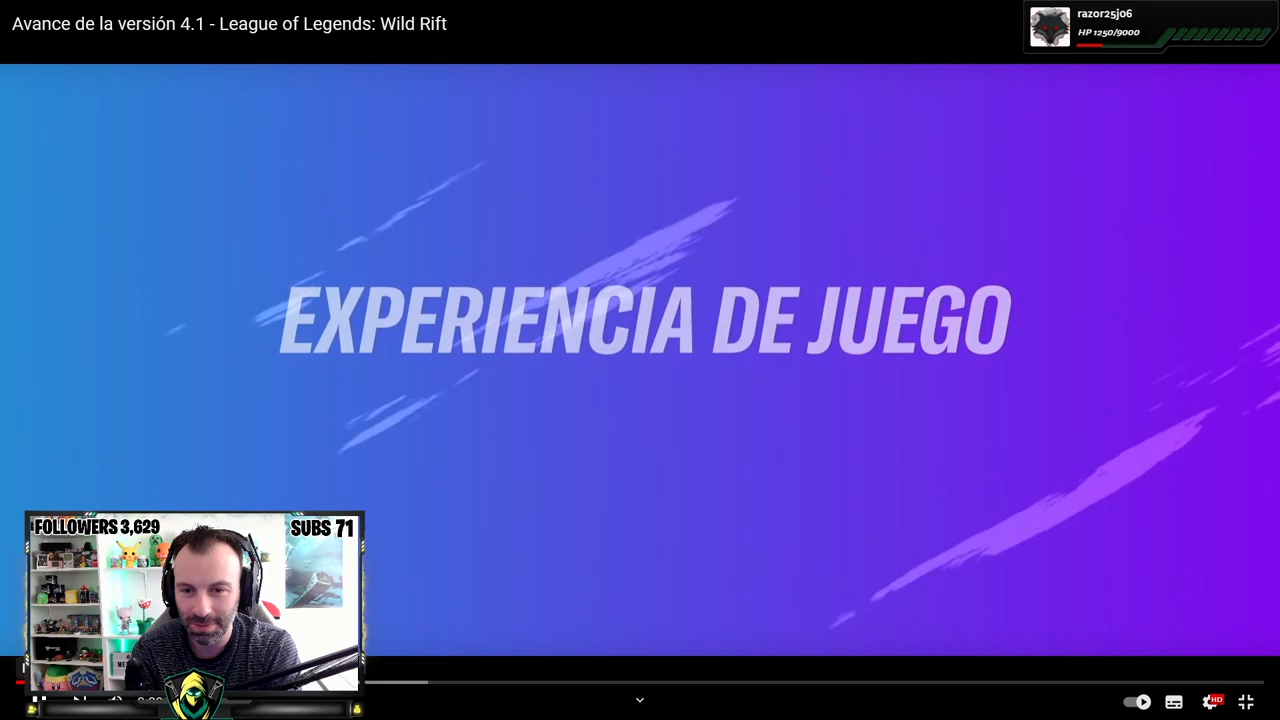 Avance de la versión 4.1 - League of Legends: Wild Rift
razor25jo6
HP 1250/9000
EXPERIENCIA DE JUEGO
FOLLOWERS 3,629
SUBS 71
HD